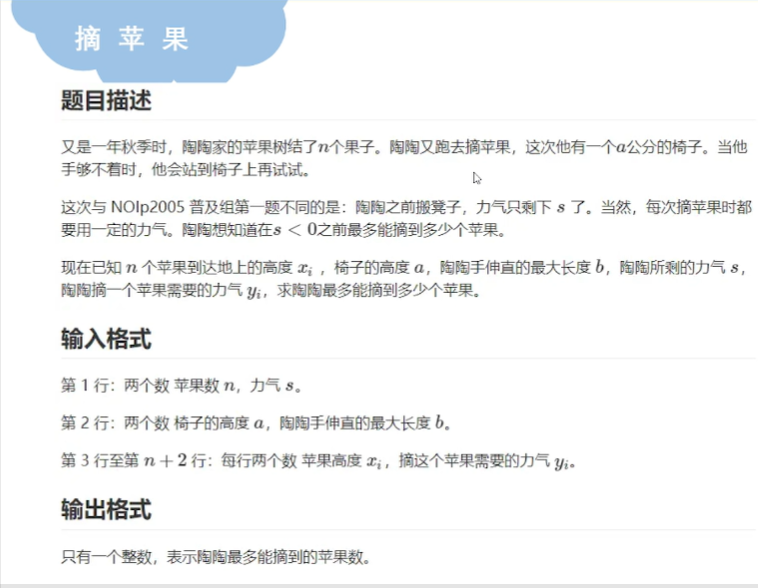 摘 苹 果
题目描述
又是一年秋季时，陶陶家的苹果树结了n个果子。陶陶又跑去摘苹果，这次他有一个a公分的椅子。当他
手够不着时，他会站到椅子上再试试。
这次与 NOIp2005 普及组第一题不同的是：陶陶之前搬凳子，力气只剩下 s 了。当然，每次摘苹果时都
要用一定的力气。陶陶想知道在s < 0之前最多能摘到多少个苹果。
现在已知 n 个苹果到达地上的高度 xᵢ ，椅子的高度 a，陶陶手伸直的最大长度 b，陶陶所剩的力气 s，
陶陶摘一个苹果需要的力气 yᵢ，求陶陶最多能摘到多少个苹果。
输入格式
第 1 行：两个数 苹果数 n，力气 s。
第 2 行：两个数 椅子的高度 a，陶陶手伸直的最大长度 b。
第 3 行至第 n + 2 行：每行两个数 苹果高度 xᵢ，摘这个苹果需要的力气 yᵢ。
输出格式
只有一个整数，表示陶陶最多能摘到的苹果数。